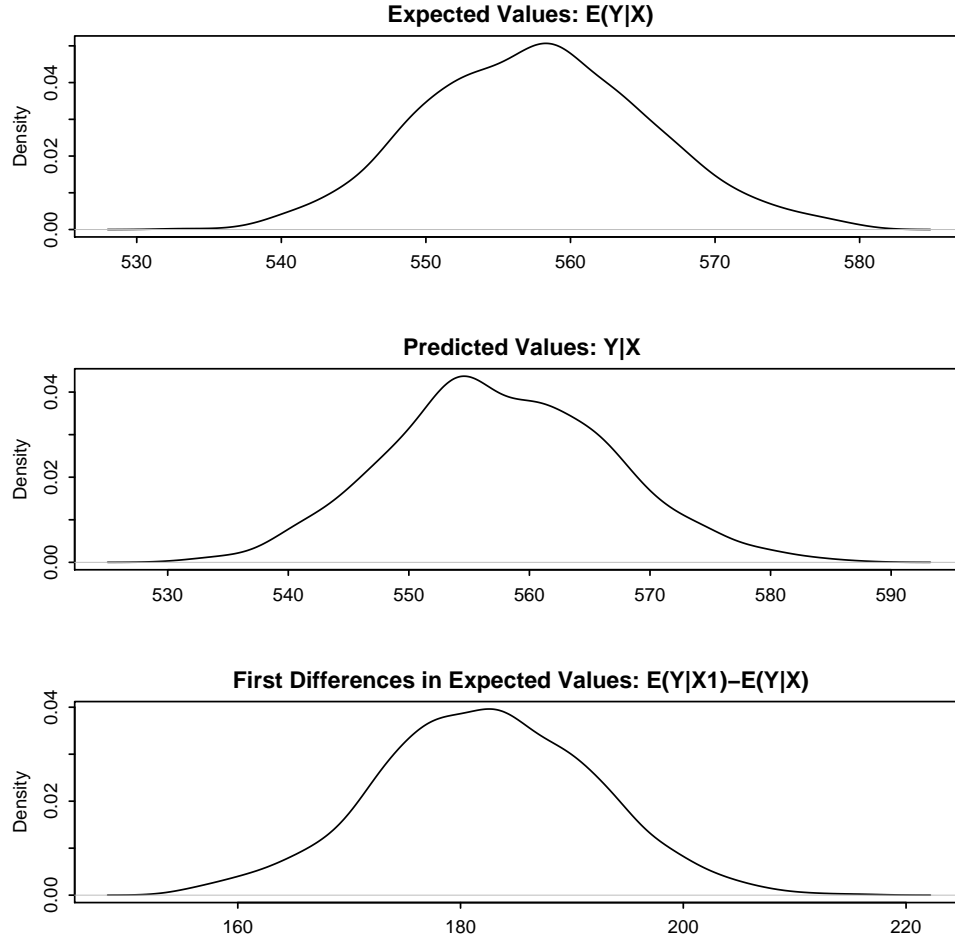 Expected Values: E(Y|X)
Density
0.00 0.02 0.04
530 540 550 560 570 580
Predicted Values: Y|X
Density
0.00 0.02 0.04
530 540 550 560 570 580 590
First Differences in Expected Values: E(Y|X1)−E(Y|X)
Density
0.00 0.02 0.04
160 180 200 220